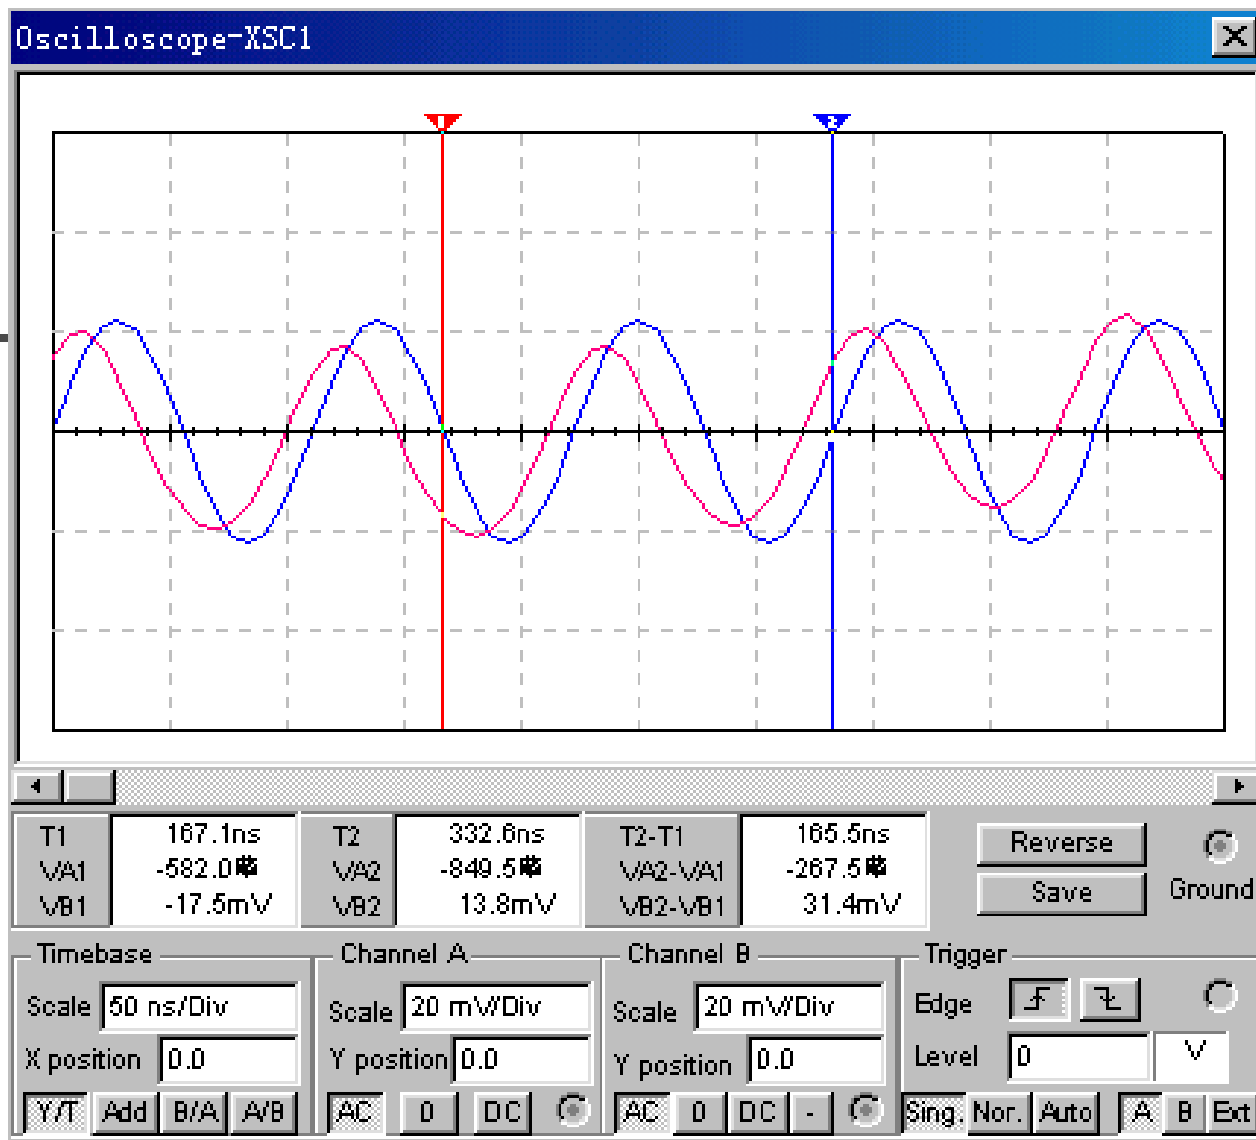 Oscilloscope-XSC1
1 2
T1 167.1ns T2 332.6ns T2-T1 165.5ns Reverse
VA1 -582.0 VA2 -849.5 VA2-VA1 -267.5 Save Ground
VB1 -17.5mV VB2 13.8mV VB2-VB1 31.4mV
Timebase Channel A Channel B Trigger
Scale 50 ns/Div Scale 20 mV/Div Scale 20 mV/Div Edge
X position 0.0 Y position 0.0 Y position 0.0 Level 0 V
Y/T Add B/A A/B AC 0 DC AC 0 DC - Sing. Nor. Auto A B Ext